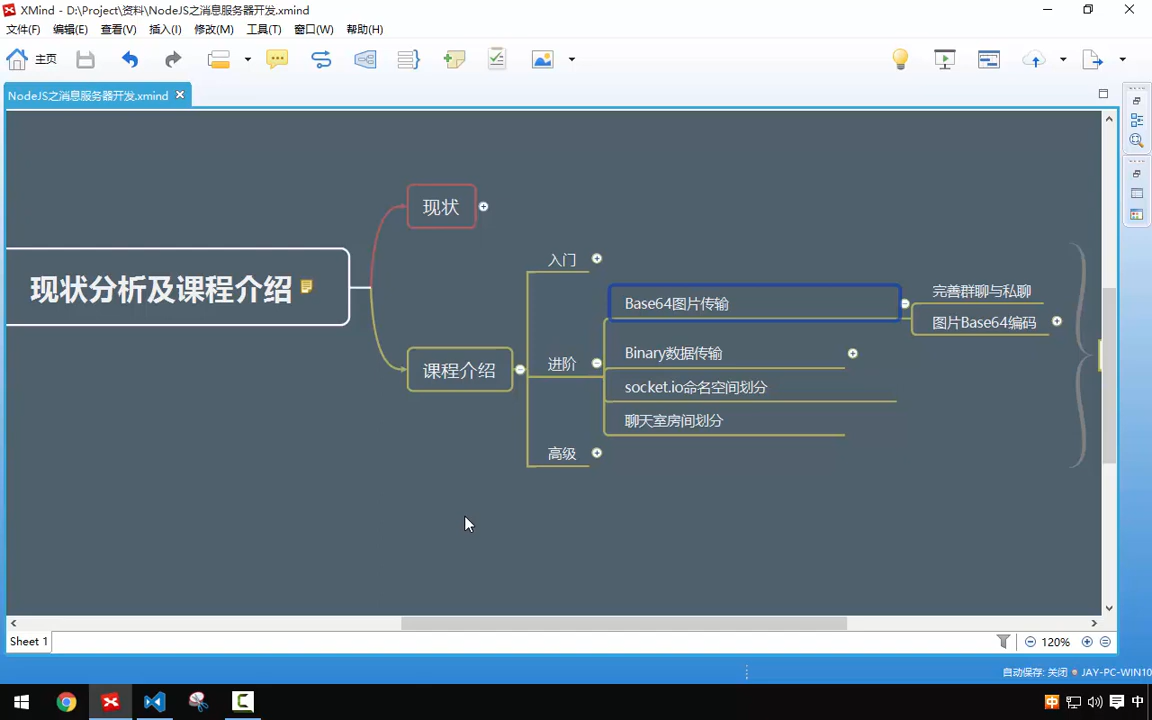 XMind - D:\Project\资料\NodeJS之消息服务器开发.xmind
文件(F) 编辑(E) 查看(V) 插入(I) 修改(M) 工具(T) 窗口(W) 帮助(H)
主页
NodeJS之消息服务器开发.xmind
现状
入门
现状分析及课程介绍
Base64图片传输
完善群聊与私聊
图片Base64编码
课程介绍
进阶
Binary数据传输
socket.io命名空间划分
聊天室房间划分
高级
Sheet 1
120%
自动保存: 关闭 JAY-PC-WIN10
中 中